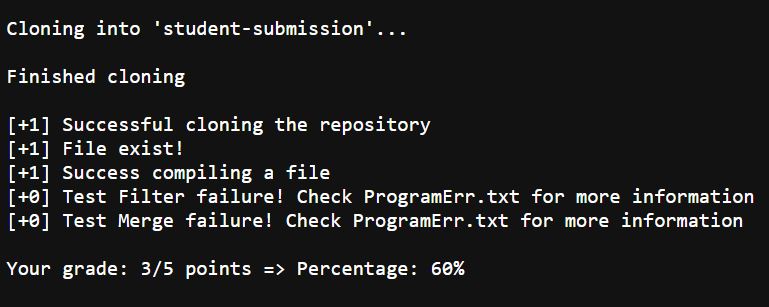 Cloning into 'student-submission'...
Finished cloning
[+1] Successful cloning the repository
[+1] File exist!
[+1] Success compiling a file
[+0] Test Filter failure! Check ProgramErr.txt for more information
[+0] Test Merge failure! Check ProgramErr.txt for more information
Your grade: 3/5 points => Percentage: 60%